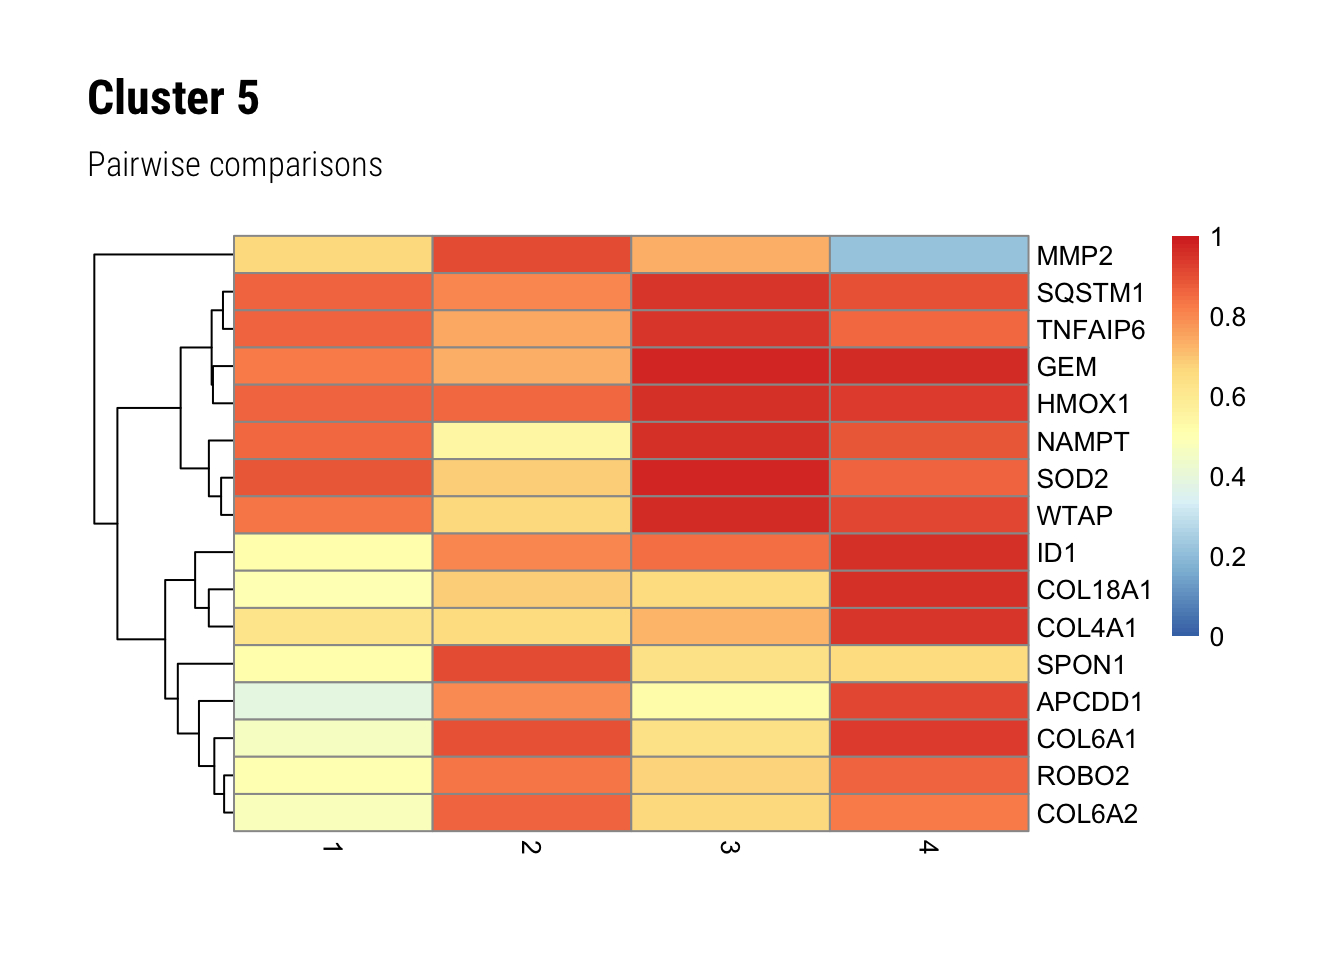 Cluster 5
Pairwise comparisons
MMP2
SQSTM1
TNFAIP6
GEM
HMOX1
NAMPT
SOD2
WTAP
ID1
COL18A1
COL4A1
SPON1
APCDD1
COL6A1
ROBO2
COL6A2
1
2
3
4
1
0.8
0.6
0.4
0.2
0